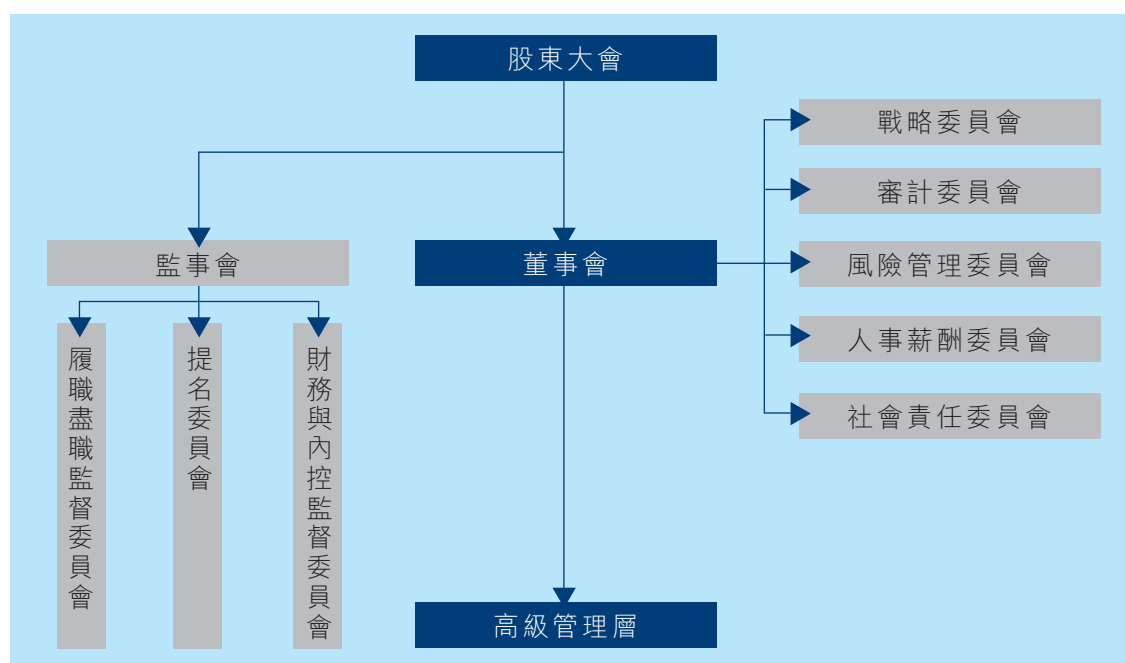 股東大會
戰略委員會
審計委員會
監事會
董事會
風險管理委員會
人事薪酬委員會
社會責任委員會
履職盡職監督委員會
提名委員會
財務與內控監督委員會
高級管理層